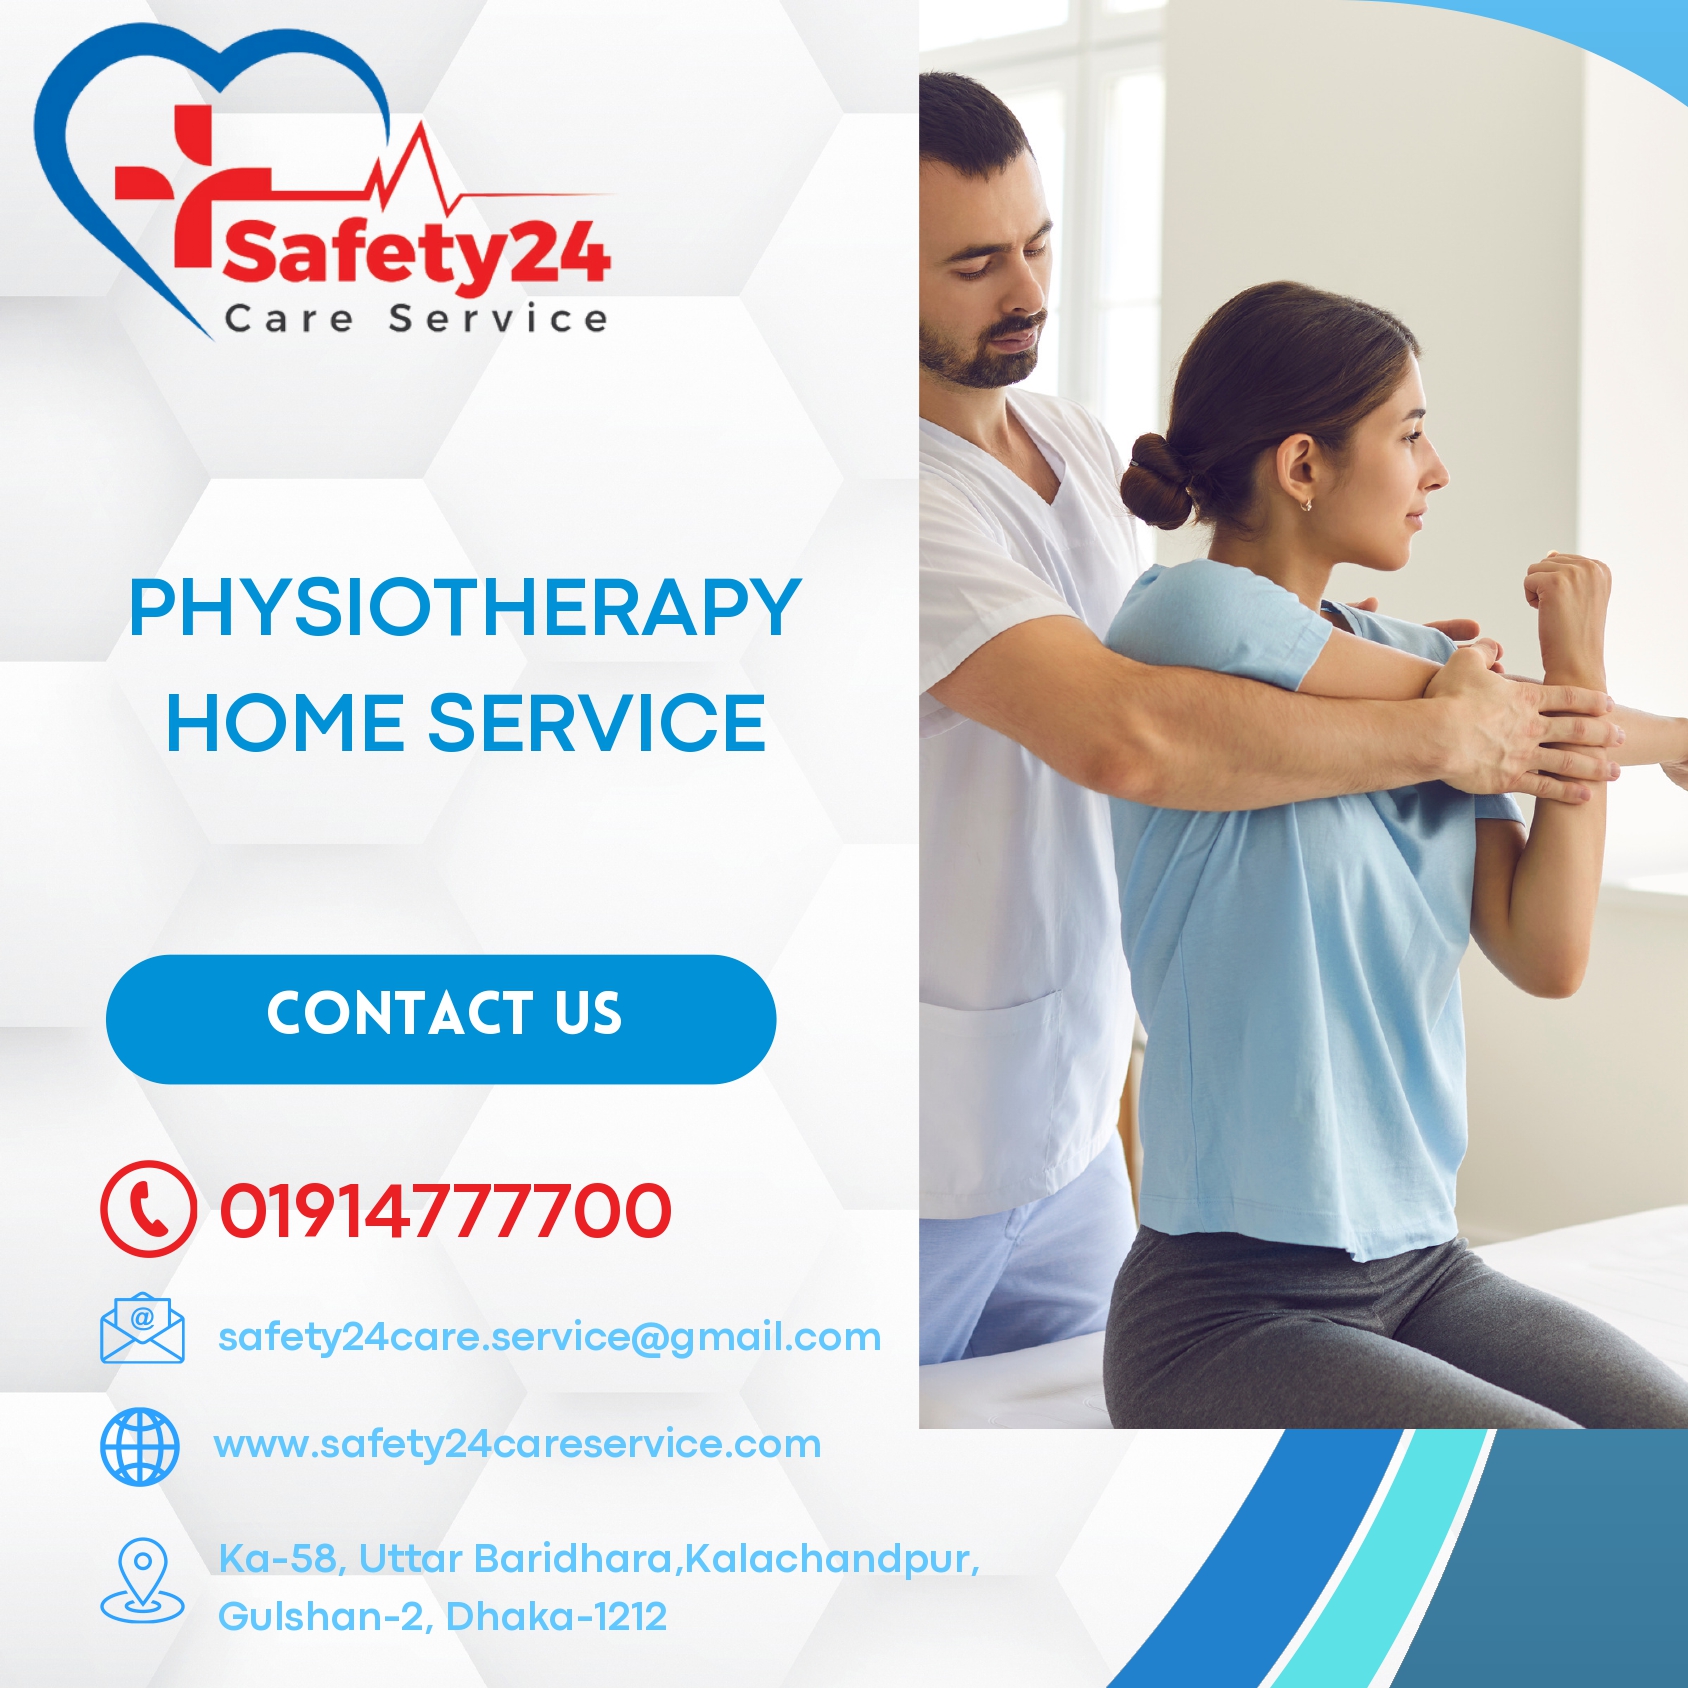 Safety24
Care Service
PHYSIOTHERAPY
HOME SERVICE
CONTACT US
01914777700
@
safety24care.service@gmail.com
www.safety24careservice.com
Ka-58, Uttar Baridhara,Kalachandpur,
Gulshan-2, Dhaka-1212